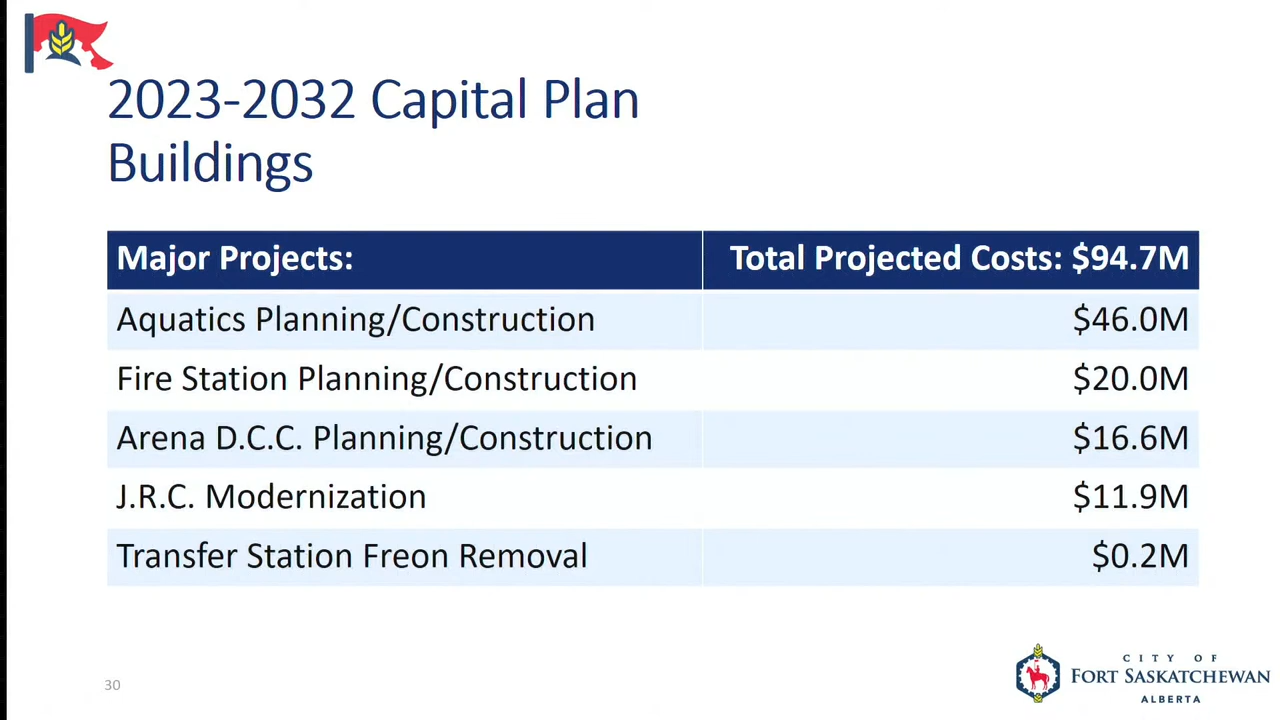 2023-2032 Capital Plan
Buildings
Major Projects: Total Projected Costs: $94.7M
Aquatics Planning/Construction $46.0M
Fire Station Planning/Construction $20.0M
Arena D.C.C. Planning/Construction $16.6M
J.R.C. Modernization $11.9M
Transfer Station Freon Removal $0.2M
30
CITY OF
FORT SASKATCHEWAN
ALBERTA